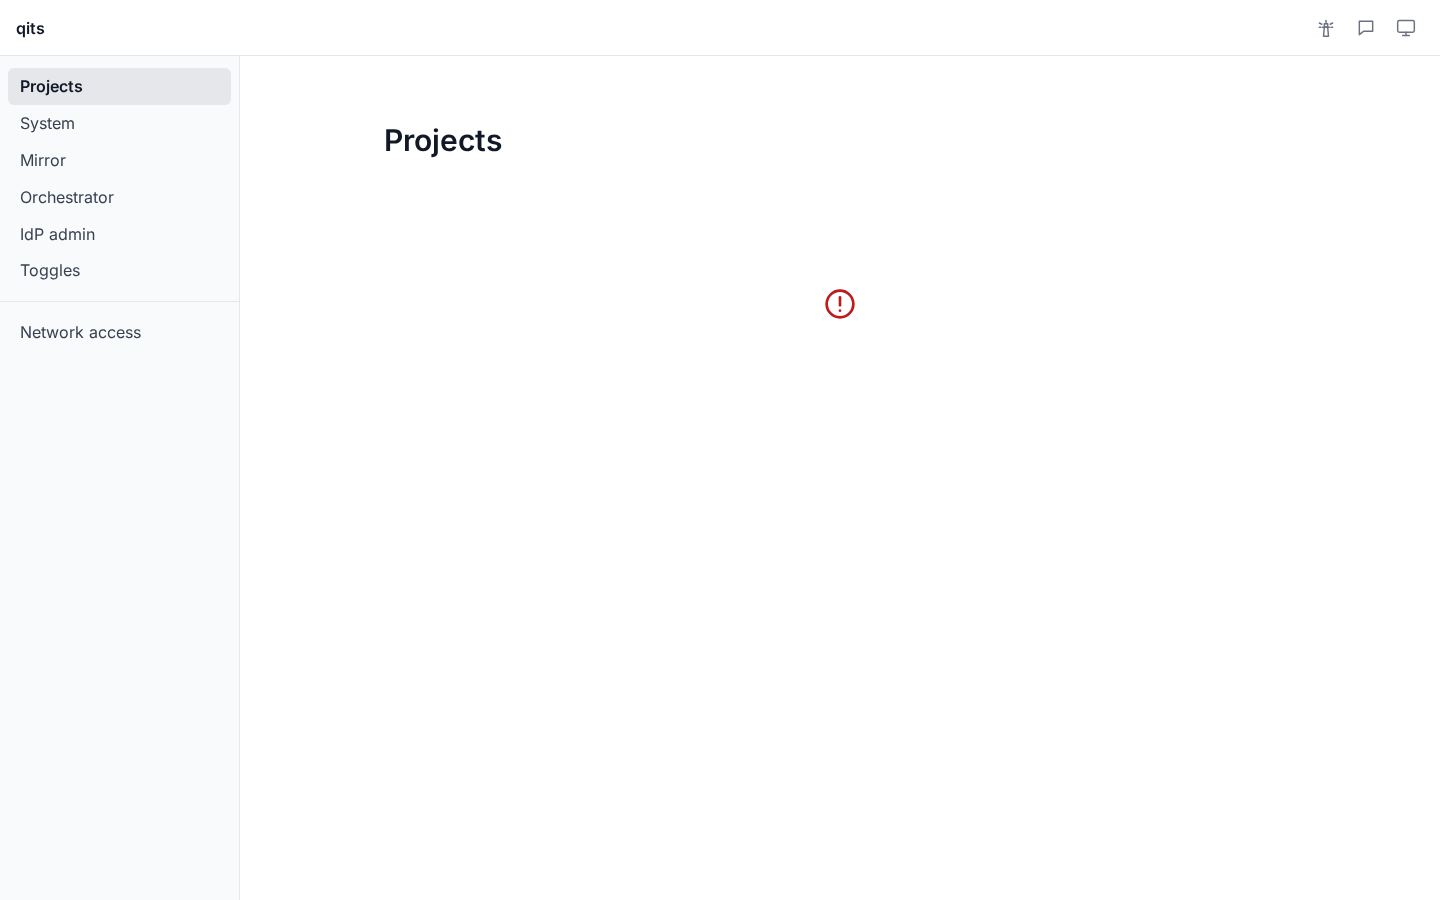 qits
Projects
System
Mirror
Orchestrator
IdP admin
Toggles
Network access
Projects